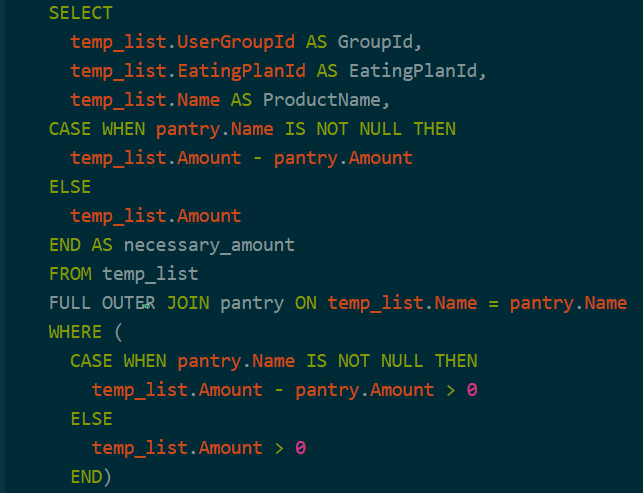 SELECT
temp_list.UserGroupId AS GroupId,
temp_list.EatingPlanId AS EatingPlanId,
temp_list.Name AS ProductName,
CASE WHEN pantry.Name IS NOT NULL THEN
temp_list.Amount - pantry.Amount
ELSE
temp_list.Amount
END AS necessary_amount
FROM temp_list
FULL OUTER JOIN pantry ON temp_list.Name = pantry.Name
WHERE (
CASE WHEN pantry.Name IS NOT NULL THEN
temp_list.Amount - pantry.Amount > 0
ELSE
temp_list.Amount > 0
END)